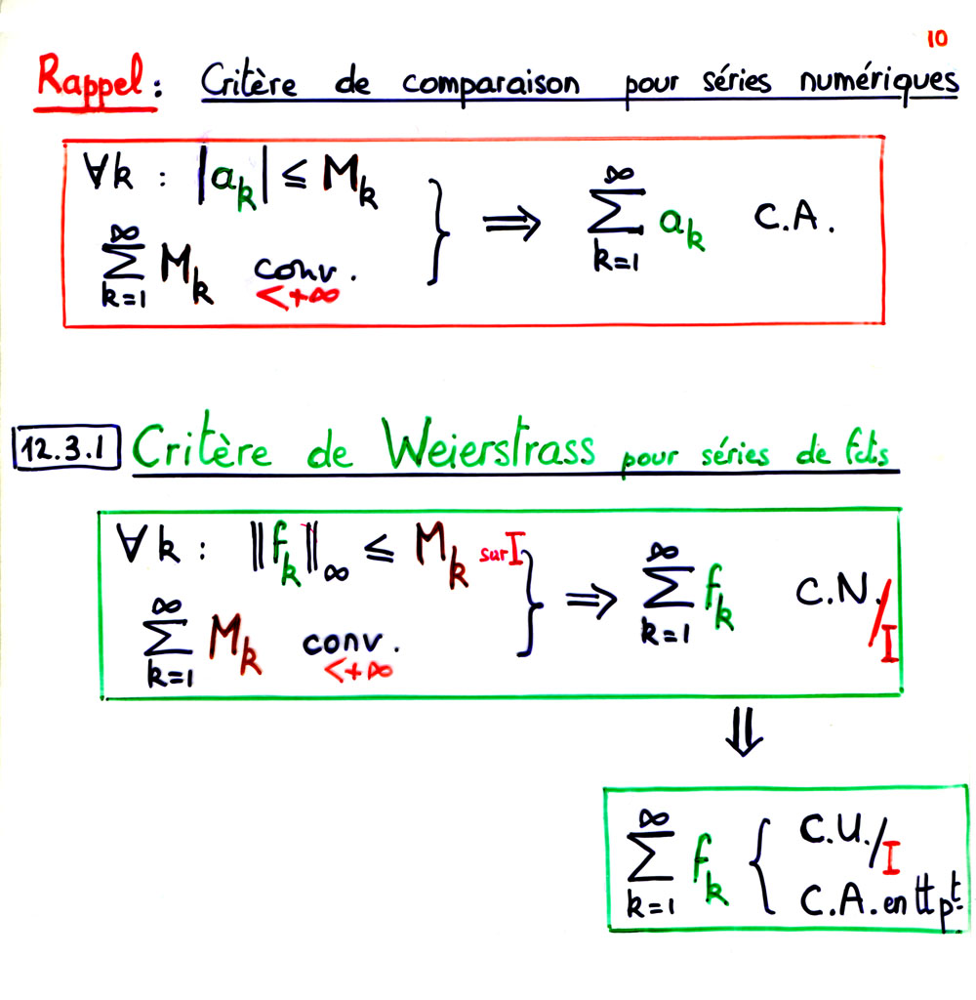 10
Rappel : Critère de comparaison pour séries numériques
∀k : |a_k| ≤ M_k
∑_{k=1}^{∞} M_k conv.
<+∞
} ⟹ ∑_{k=1}^{∞} a_k C.A.
12.3.1 Critère de Weierstrass pour séries de fcts
∀k : ‖f_k‖_∞ ≤ M_k sur I
∑_{k=1}^{∞} M_k conv.
<+∞
} ⟹ ∑_{k=1}^{∞} f_k C.N./I
⇓
∑_{k=1}^{∞} f_k { C.U./I
C.A. en tt pt